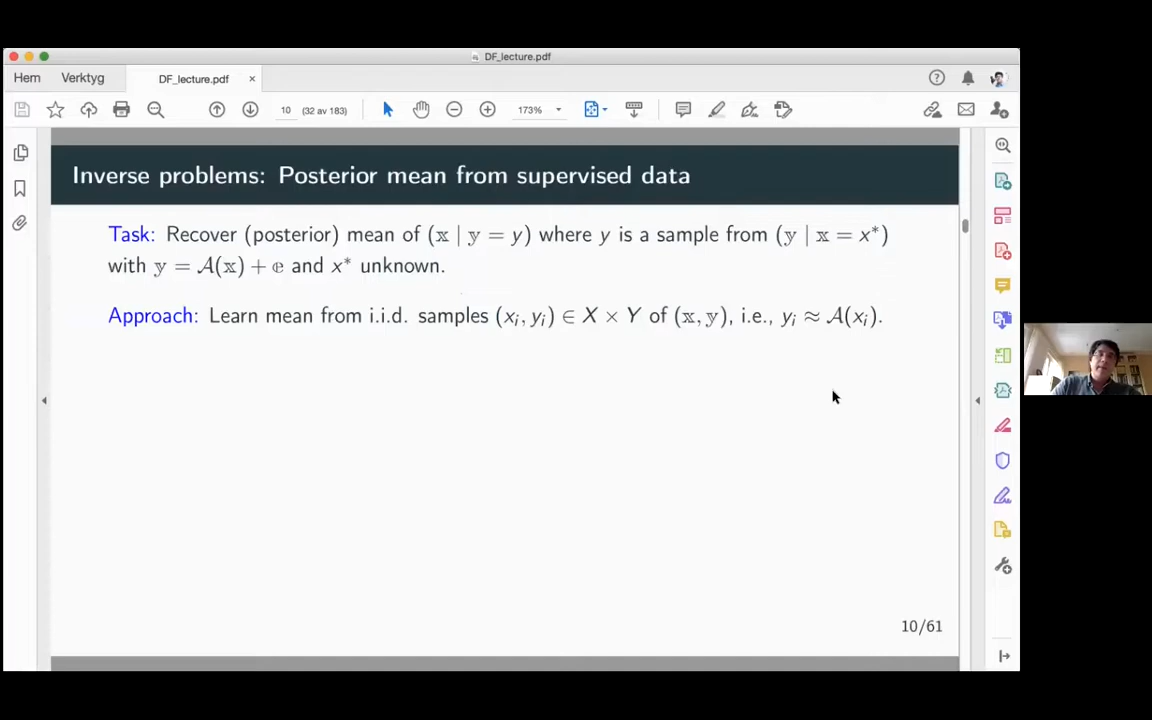 DF_lecture.pdf
Hem Verktyg DF_lecture.pdf ×
10 (32 av 183) 173%
Inverse problems: Posterior mean from supervised data
Task: Recover (posterior) mean of (𝕩 | 𝕪 = y) where y is a sample from (𝕪 | 𝕩 = x*)
with 𝕪 = 𝒜(𝕩) + 𝕖 and x* unknown.
Approach: Learn mean from i.i.d. samples (xᵢ, yᵢ) ∈ X × Y of (𝕩, 𝕪), i.e., yᵢ ≈ 𝒜(xᵢ).
10/61